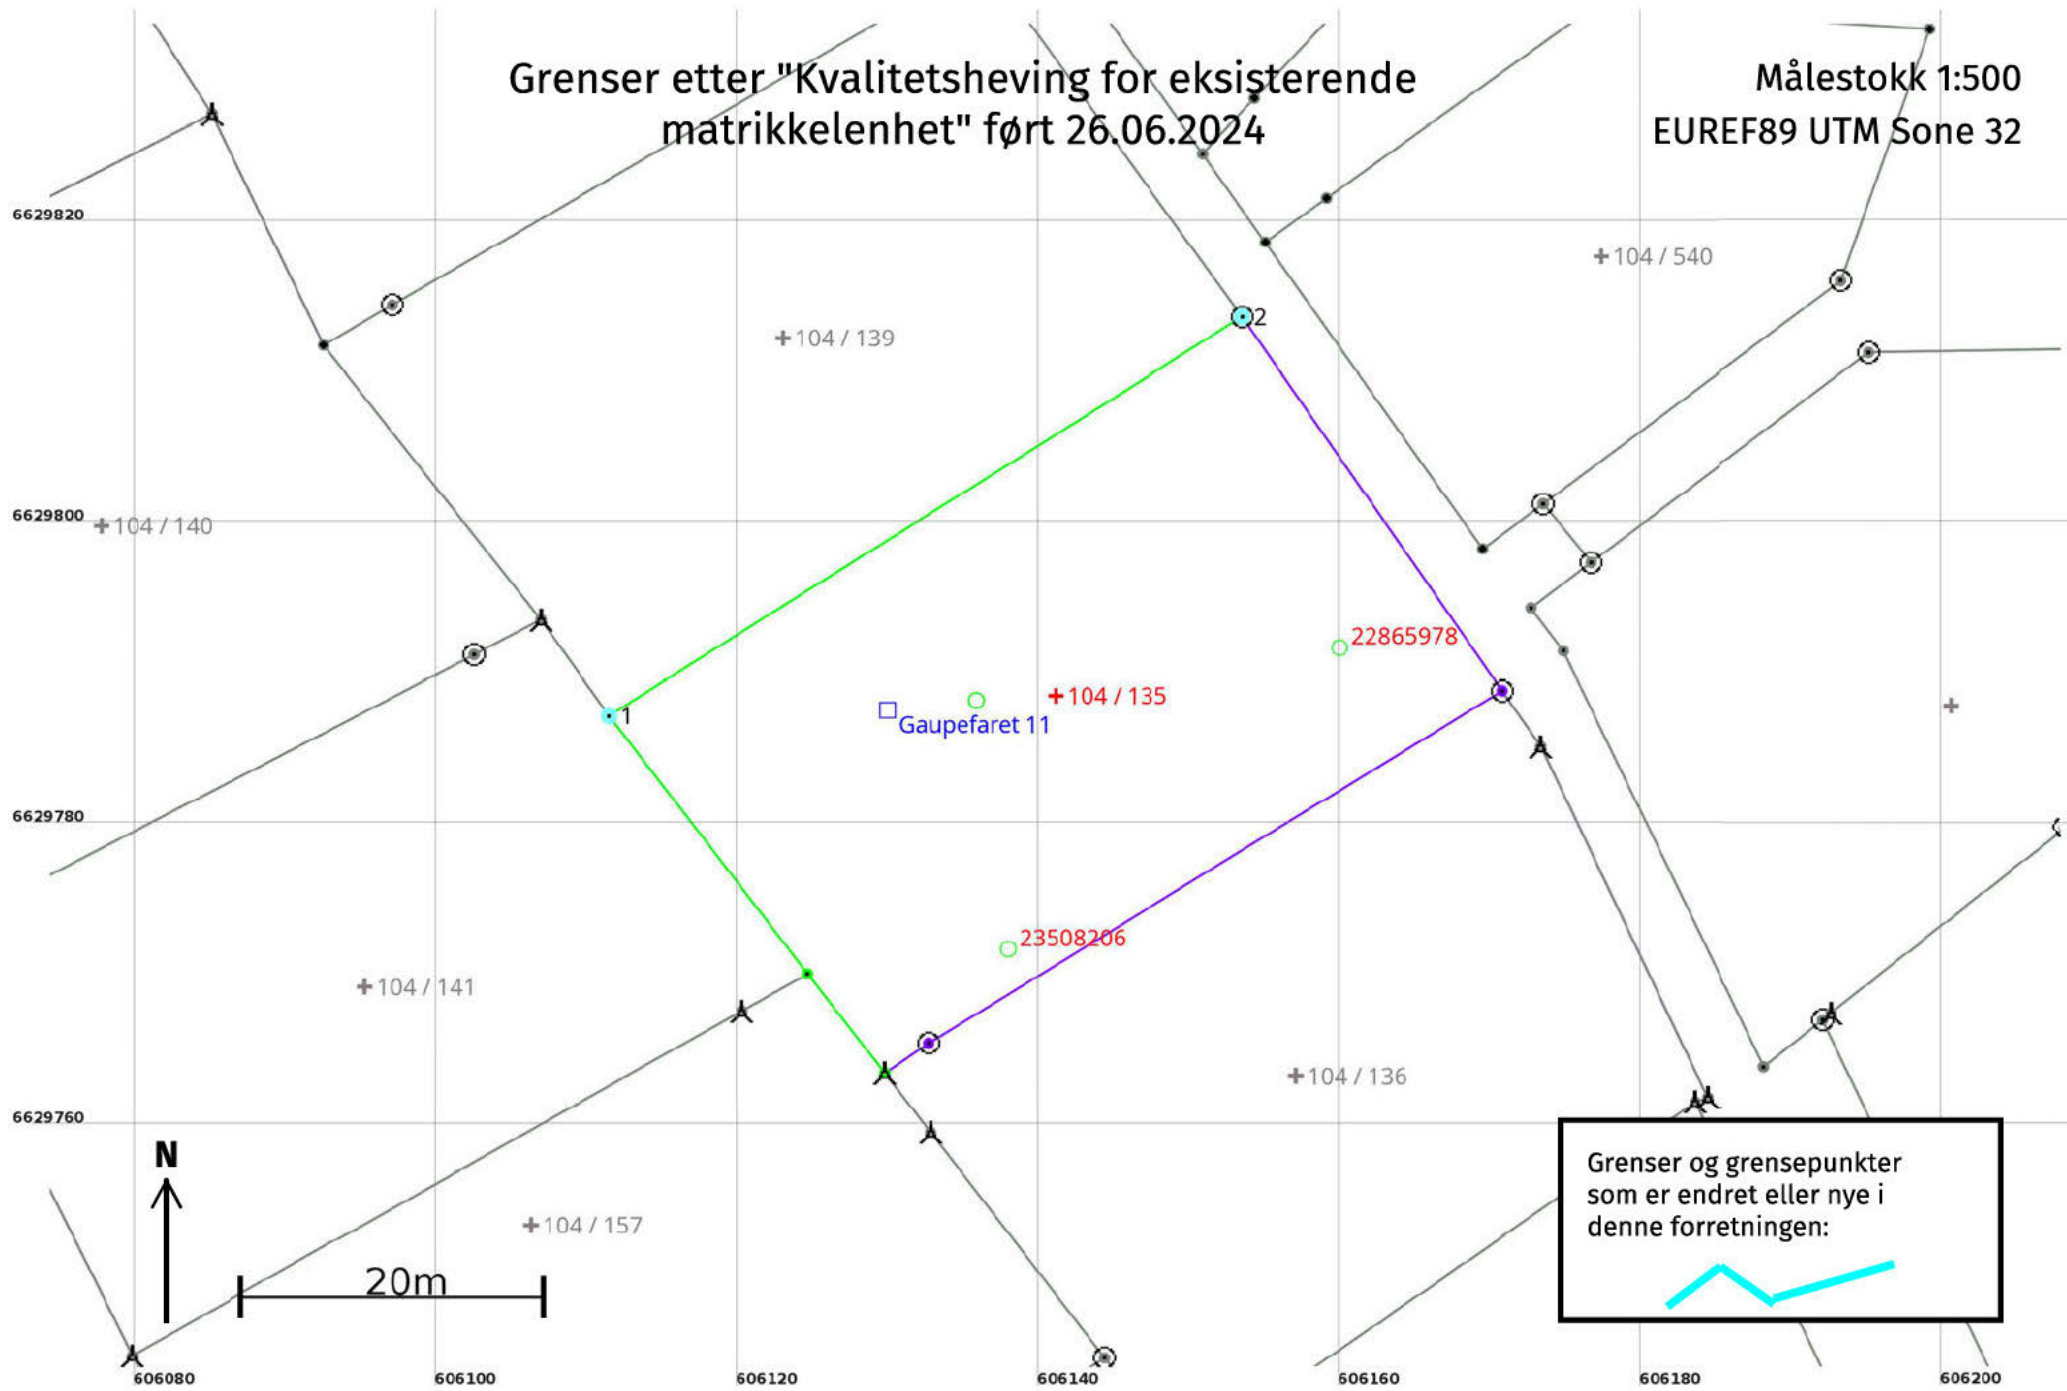 Grenser etter "Kvalitetsheving for eksisterende
matrikkelenhet" ført 26.06.2024
Målestokk 1:500
EUREF89 UTM Sone 32
6629820
104 / 540
2
104 / 139
6629800
104 / 140
22865978
104 / 135
1
Gaupefaret 11
6629780
23508206
104 / 141
104 / 136
6629760
N
Grenser og grensepunkter
som er endret eller nye i
denne forretningen:
104 / 157
20m
606080
606100
606120
606140
606160
606180
606200